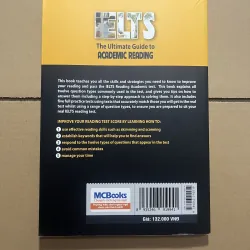 IELTS
The Ultimate Guide to
ACADEMIC READING
This book teaches you all the skills and strategies you need to know to improve
your reading and pass the IELTS Reading Academic Test. This book explains all
twelve question types commonly used in the test, and gives you tips on how
to answer them including a step-by-step approach to solving them. It also includes
five full practice tests using texts that accurately match those you will get in the real
test whilst using a range of question types, to ensure you are prepared to sit your
real IELTS reading test.
IMPROVE YOUR READING TEST SCORE BY LEARNING HOW TO:
1 use effective reading skills such as skimming and scanning
2 establish keywords that will help you to find answers
3 respond to the twelve types of questions that appear in the test
4 avoid common mistakes
5 manage your time
MCBooks
Giá: 132.000 VNĐ